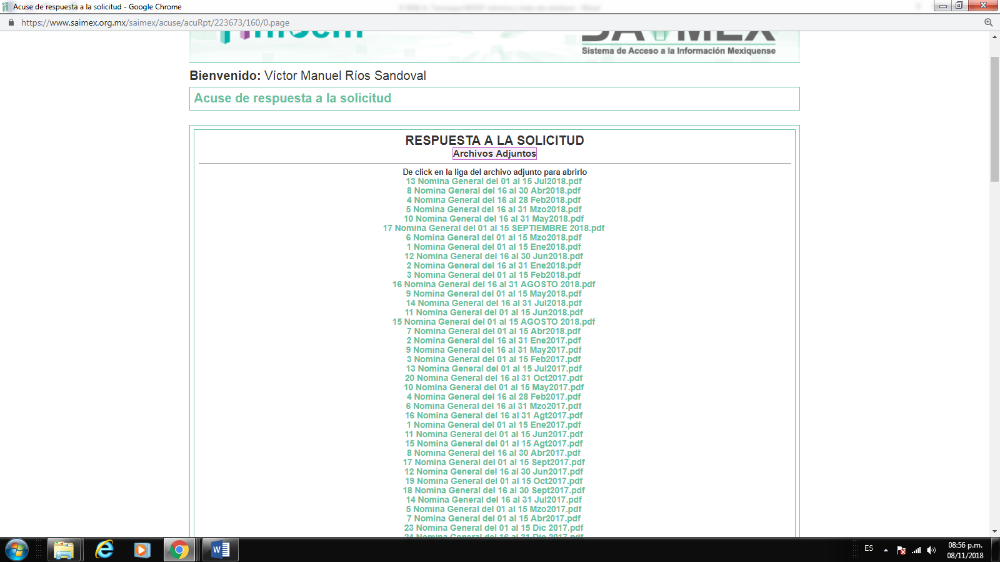 Acuse de respuesta a la solicitud - Google Chrome
https://www.saimex.org.mx/saimex/acuse/acuRpt/223673/160/0.page
SAIMEX
Sistema de Acceso a la Información Mexiquense
Bienvenido: Víctor Manuel Ríos Sandoval
Acuse de respuesta a la solicitud
RESPUESTA A LA SOLICITUD
Archivos Adjuntos
De click en la liga del archivo adjunto para abrirlo
13 Nomina General del 01 al 15 Jul2018.pdf
8 Nomina General del 16 al 30 Abr2018.pdf
4 Nomina General del 16 al 28 Feb2018.pdf
5 Nomina General del 16 al 31 Mzo2018.pdf
10 Nomina General del 16 al 31 May2018.pdf
17 Nomina General del 01 al 15 SEPTIEMBRE 2018.pdf
6 Nomina General del 01 al 15 Mzo2018.pdf
1 Nomina General del 01 al 15 Ene2018.pdf
12 Nomina General del 16 al 30 Jun2018.pdf
2 Nomina General del 16 al 31 Ene2018.pdf
3 Nomina General del 01 al 15 Feb2018.pdf
16 Nomina General del 16 al 31 AGOSTO 2018.pdf
9 Nomina General del 01 al 15 May2018.pdf
14 Nomina General del 16 al 31 Jul2018.pdf
11 Nomina General del 01 al 15 Jun2018.pdf
15 Nomina General del 01 al 15 AGOSTO 2018.pdf
7 Nomina General del 01 al 15 Abr2018.pdf
2 Nomina General del 16 al 31 Ene2017.pdf
9 Nomina General del 16 al 31 May2017.pdf
3 Nomina General del 01 al 15 Feb2017.pdf
13 Nomina General del 01 al 15 Jul2017.pdf
20 Nomina General del 16 al 31 Oct2017.pdf
10 Nomina General del 01 al 15 May2017.pdf
4 Nomina General del 16 al 28 Feb2017.pdf
6 Nomina General del 16 al 31 Mzo2017.pdf
16 Nomina General del 16 al 31 Agt2017.pdf
1 Nomina General del 01 al 15 Ene2017.pdf
11 Nomina General del 01 al 15 Jun2017.pdf
15 Nomina General del 01 al 15 Agt2017.pdf
8 Nomina General del 16 al 30 Abr2017.pdf
17 Nomina General del 01 al 15 Sept2017.pdf
12 Nomina General del 16 al 30 Jun2017.pdf
19 Nomina General del 01 al 15 Oct2017.pdf
18 Nomina General del 16 al 30 Sept2017.pdf
14 Nomina General del 16 al 31 Jul2017.pdf
5 Nomina General del 01 al 15 Mzo2017.pdf
7 Nomina General del 01 al 15 Abr2017.pdf
23 Nomina General del 01 al 15 Dic 2017.pdf
24 Nomina General del 16 al 31 Dic 2017.pdf
ES
08:56 p.m.
08/11/2018